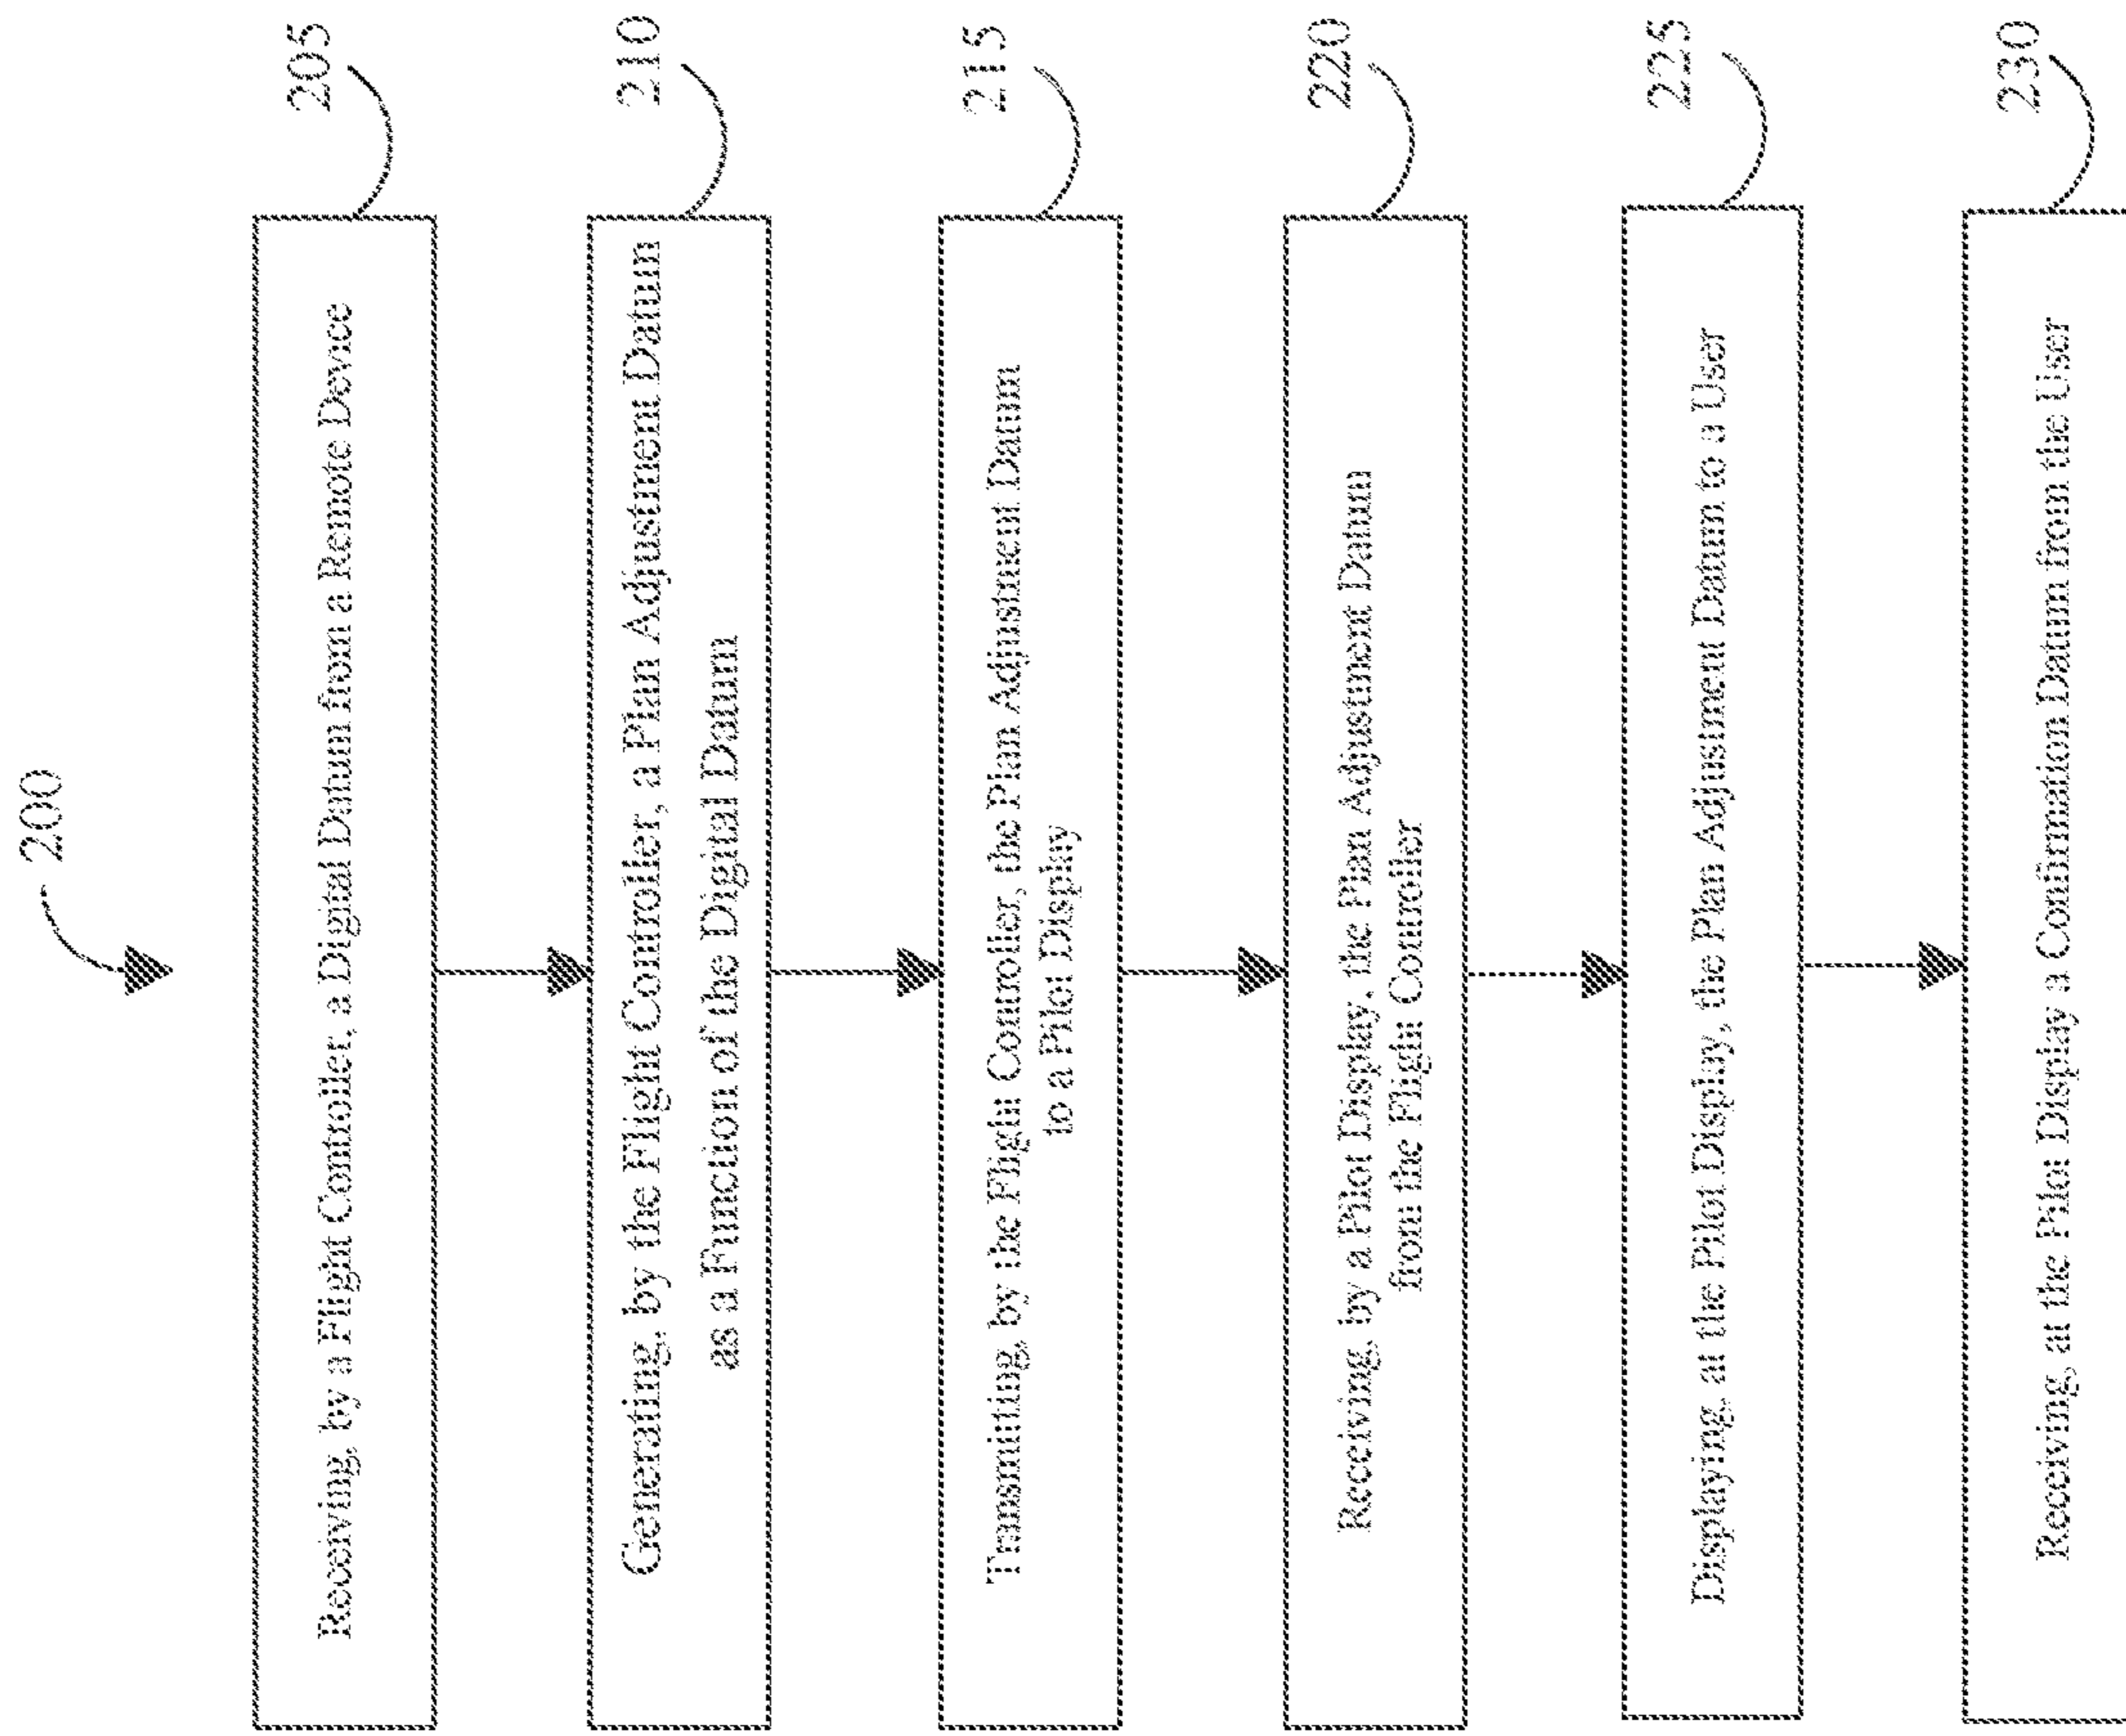 200
Receiving, by a Flight Controller, a Digital Datum from a Remote Device
205
Generating, by the Flight Controller, a Plan Adjustment Datum
as a Function of the Digital Datum
210
Transmitting, by the Flight Controller, the Plan Adjustment Datum
to a Pilot Display
215
Receiving, by a Pilot Display, the Plan Adjustment Datum
from the Flight Controller
220
Displaying, at the Pilot Display, the Plan Adjustment Datum to a User
225
Receiving, at the Pilot Display a Confirmation Datum from the User
230